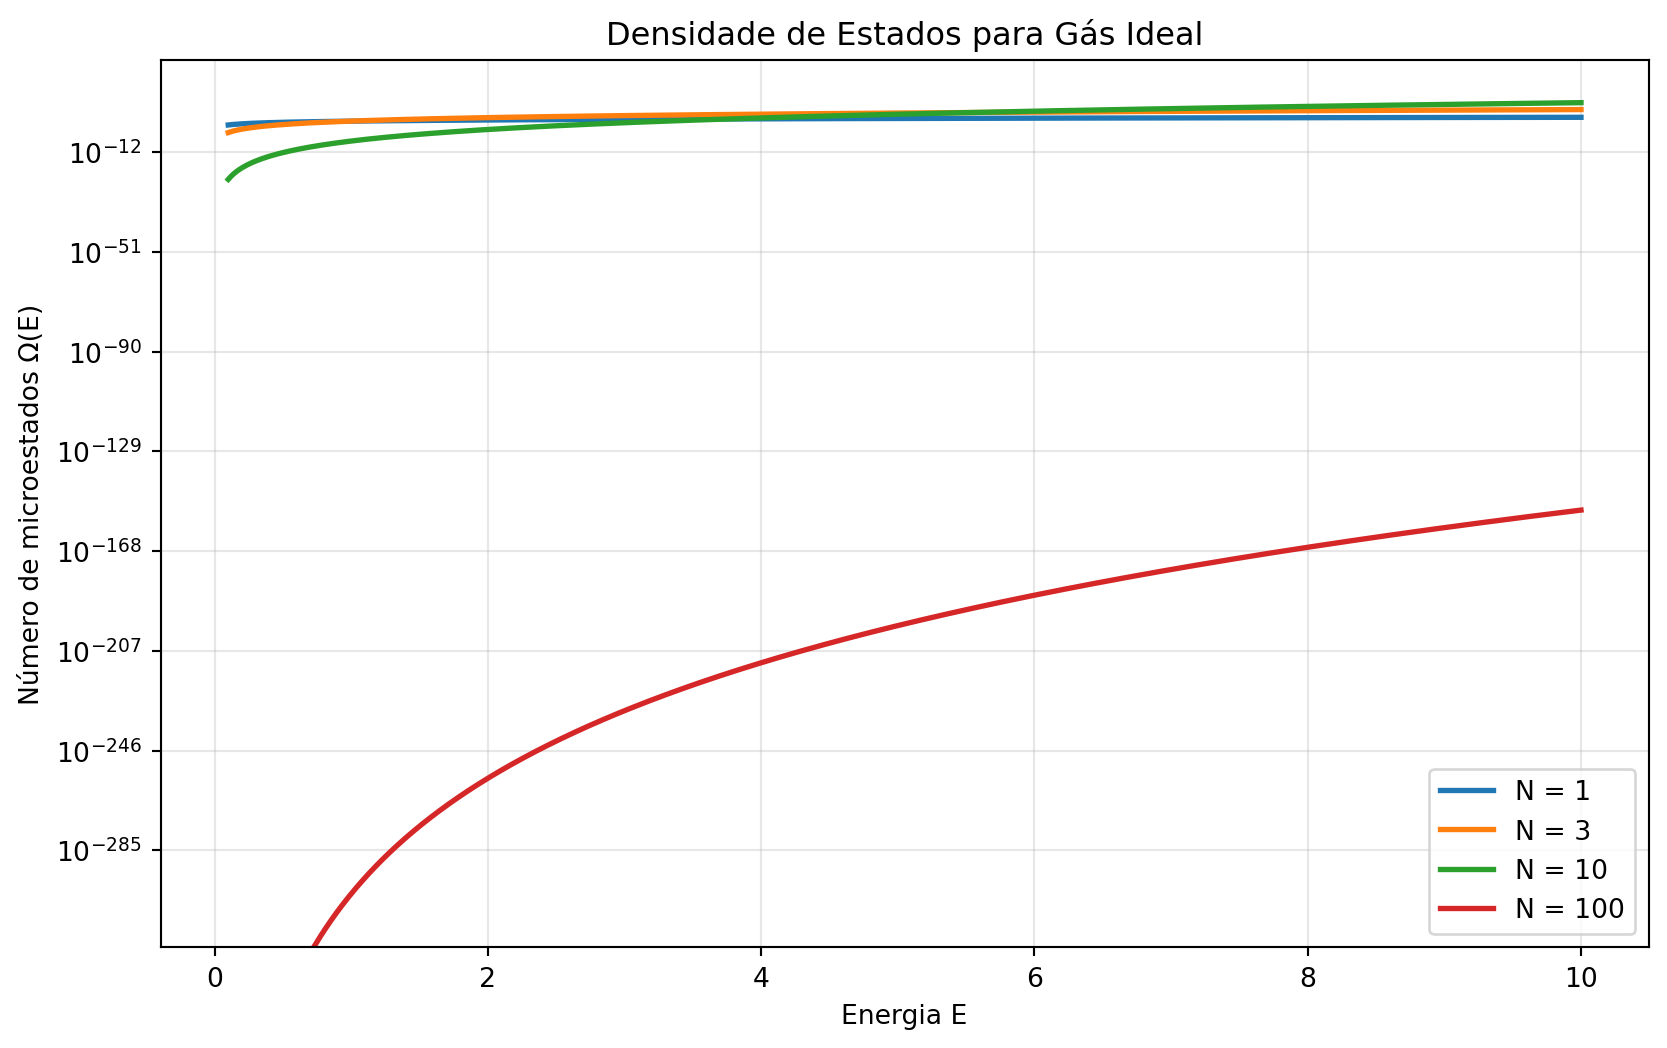 Densidade de Estados para Gás Ideal
Número de microestados Ω(E)
10^{-12}
10^{-51}
10^{-90}
10^{-129}
10^{-168}
10^{-207}
10^{-246}
10^{-285}
N = 1
N = 3
N = 10
N = 100
0 2 4 6 8 10
Energia E